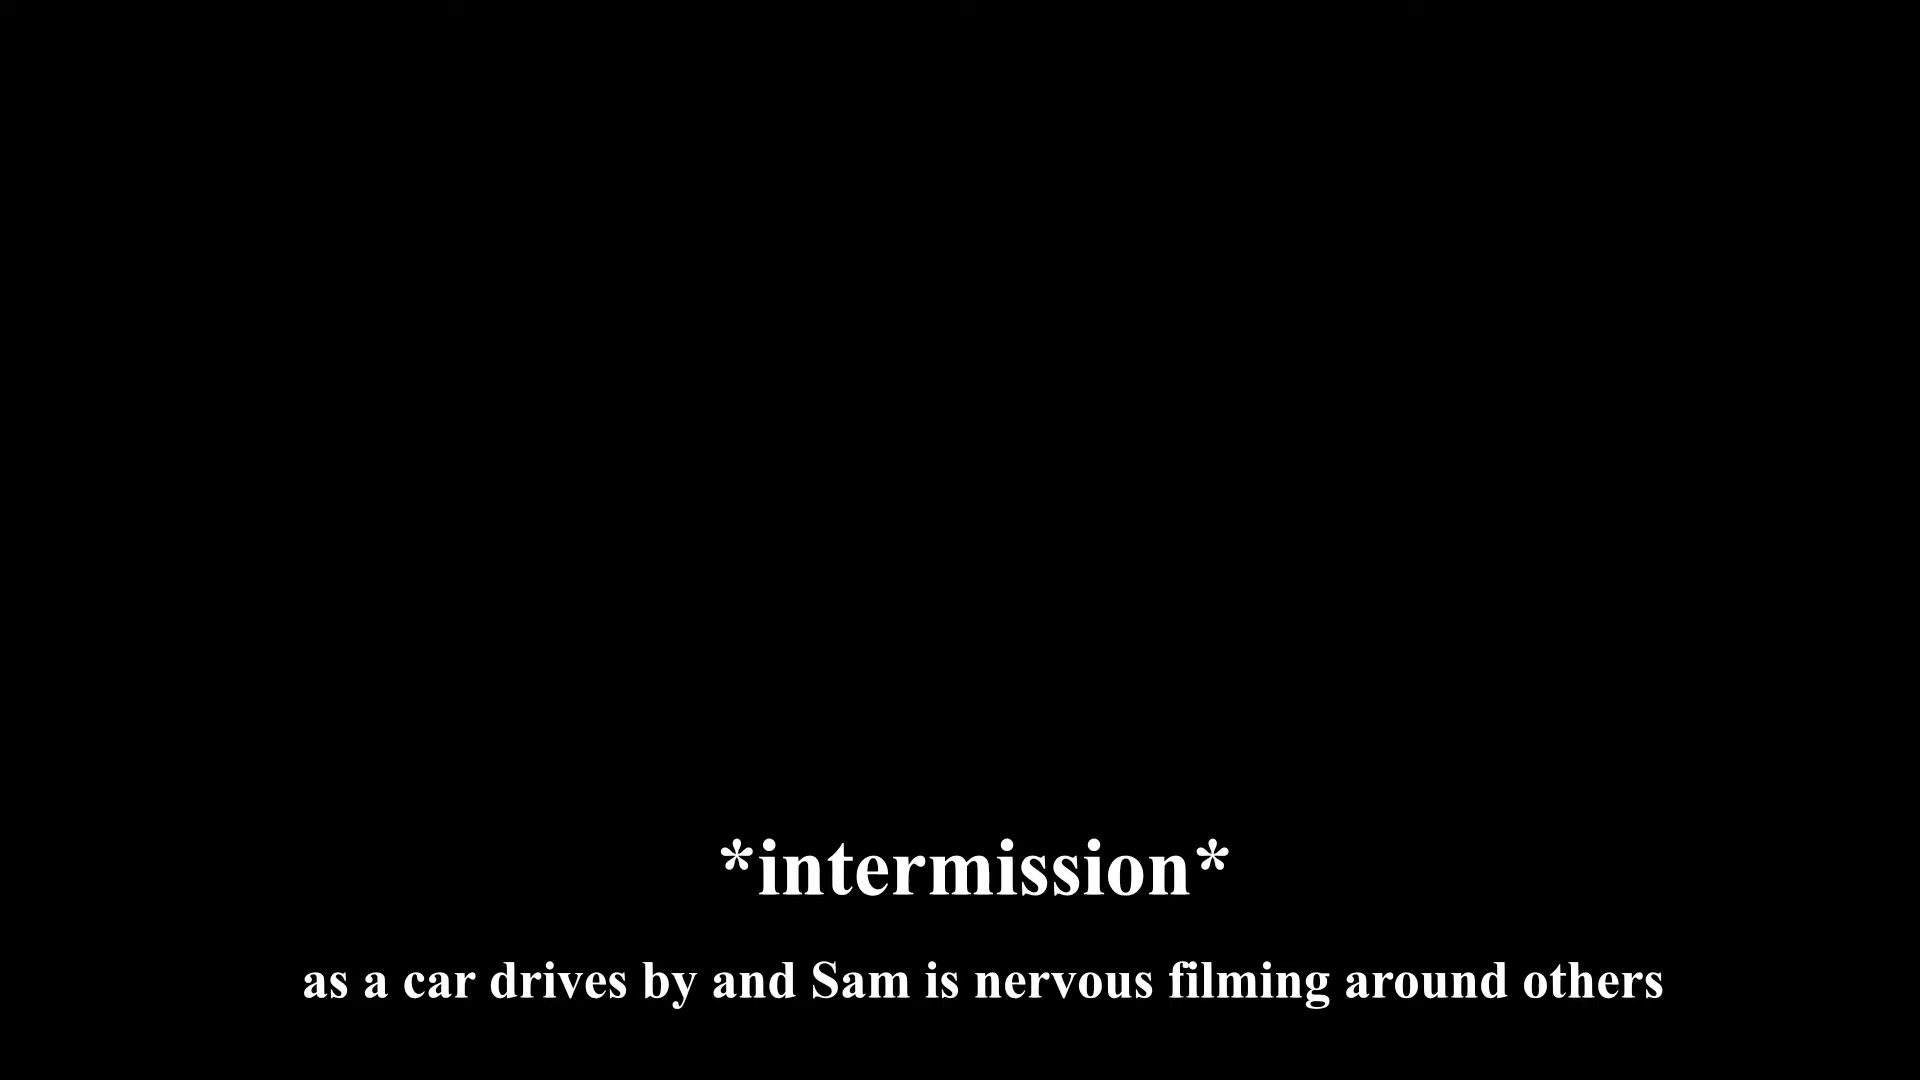 *intermission*
as a car drives by and Sam is nervous filming around others